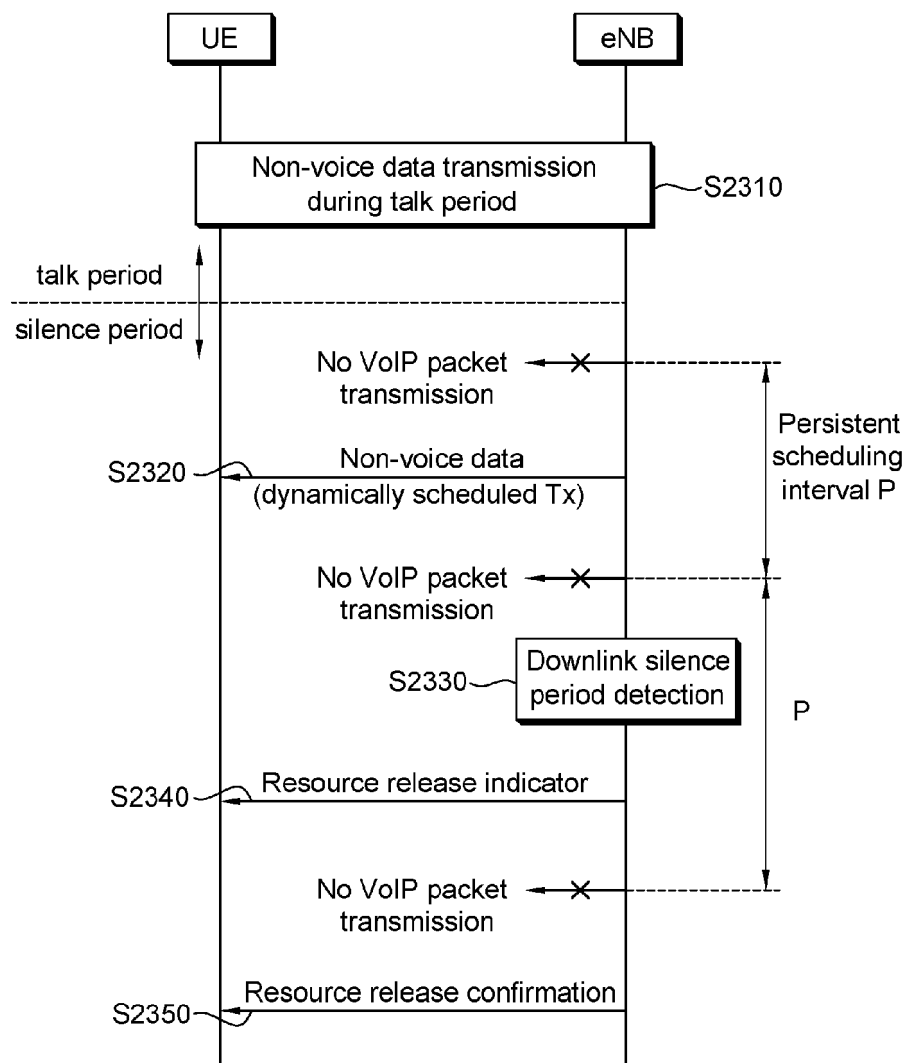 UE
eNB
Non-voice data transmission
during talk period
S2310
talk period
silence period
No VoIP packet
transmission
Persistent
scheduling
interval P
S2320
Non-voice data
(dynamically scheduled Tx)
No VoIP packet
transmission
S2330
Downlink silence
period detection
P
S2340
Resource release indicator
No VoIP packet
transmission
Resource release confirmation
S2350